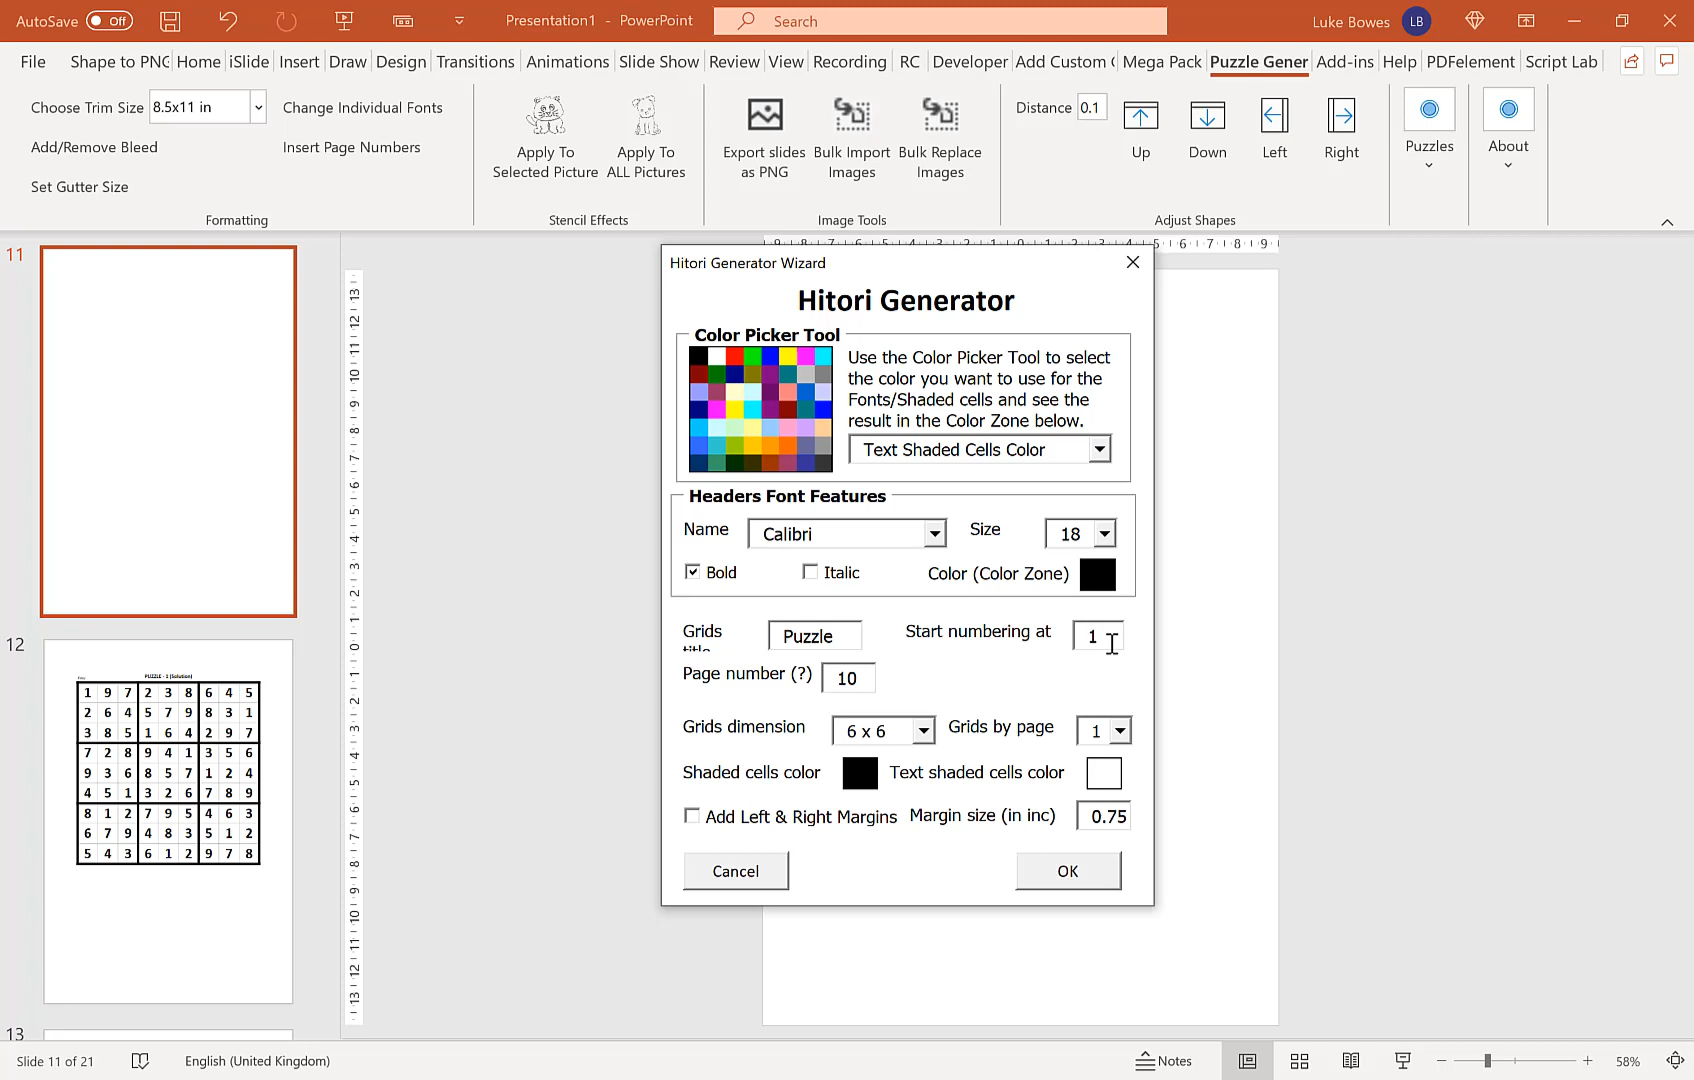 AutoSave Off Presentation1 - PowerPoint Search Luke Bowes LB
File Shape to PNG Home iSlide Insert Draw Design Transitions Animations Slide Show Review View Recording RC Developer Add Custom ( Mega Pack Puzzle Gener Add-ins Help PDFelement Script Lab
Choose Trim Size 8.5x11 in Change Individual Fonts
Add/Remove Bleed Insert Page Numbers
Set Gutter Size
Formatting
Apply To Selected Picture
Apply To ALL Pictures
Stencil Effects
Export slides as PNG
Bulk Import Images
Bulk Replace Images
Image Tools
Distance 0.1
Up Down Left Right
Adjust Shapes
Puzzles
About
11
12
PUZZLE - 1 (Solution)
1 9 7 2 3 8 6 4 5
2 6 4 5 7 9 8 3 1
3 8 5 1 6 4 2 9 7
7 2 8 9 4 1 3 5 6
9 3 6 8 5 7 1 2 4
4 5 1 3 2 6 7 8 9
8 1 2 7 9 5 4 6 3
6 7 9 4 8 3 5 1 2
5 4 3 6 1 2 9 7 8
13
Hitori Generator Wizard
Hitori Generator
Color Picker Tool
Use the Color Picker Tool to select
the color you want to use for the
Fonts/Shaded cells and see the
result in the Color Zone below.
Text Shaded Cells Color
Headers Font Features
Name Calibri Size 18
Bold Italic Color (Color Zone)
Grids title Puzzle Start numbering at 1
Page number (?) 10
Grids dimension 6 x 6 Grids by page 1
Shaded cells color Text shaded cells color
Add Left & Right Margins Margin size (in inc) 0.75
Cancel OK
Slide 11 of 21 English (United Kingdom) Notes 58%